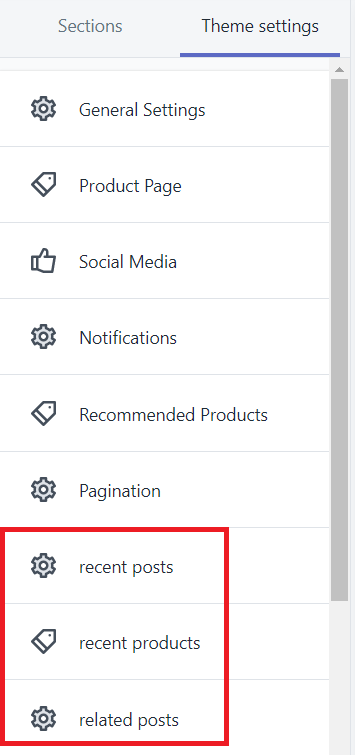 Sections
Theme settings
General Settings
Product Page
Social Media
Notifications
Recommended Products
Pagination
recent posts
recent products
related posts